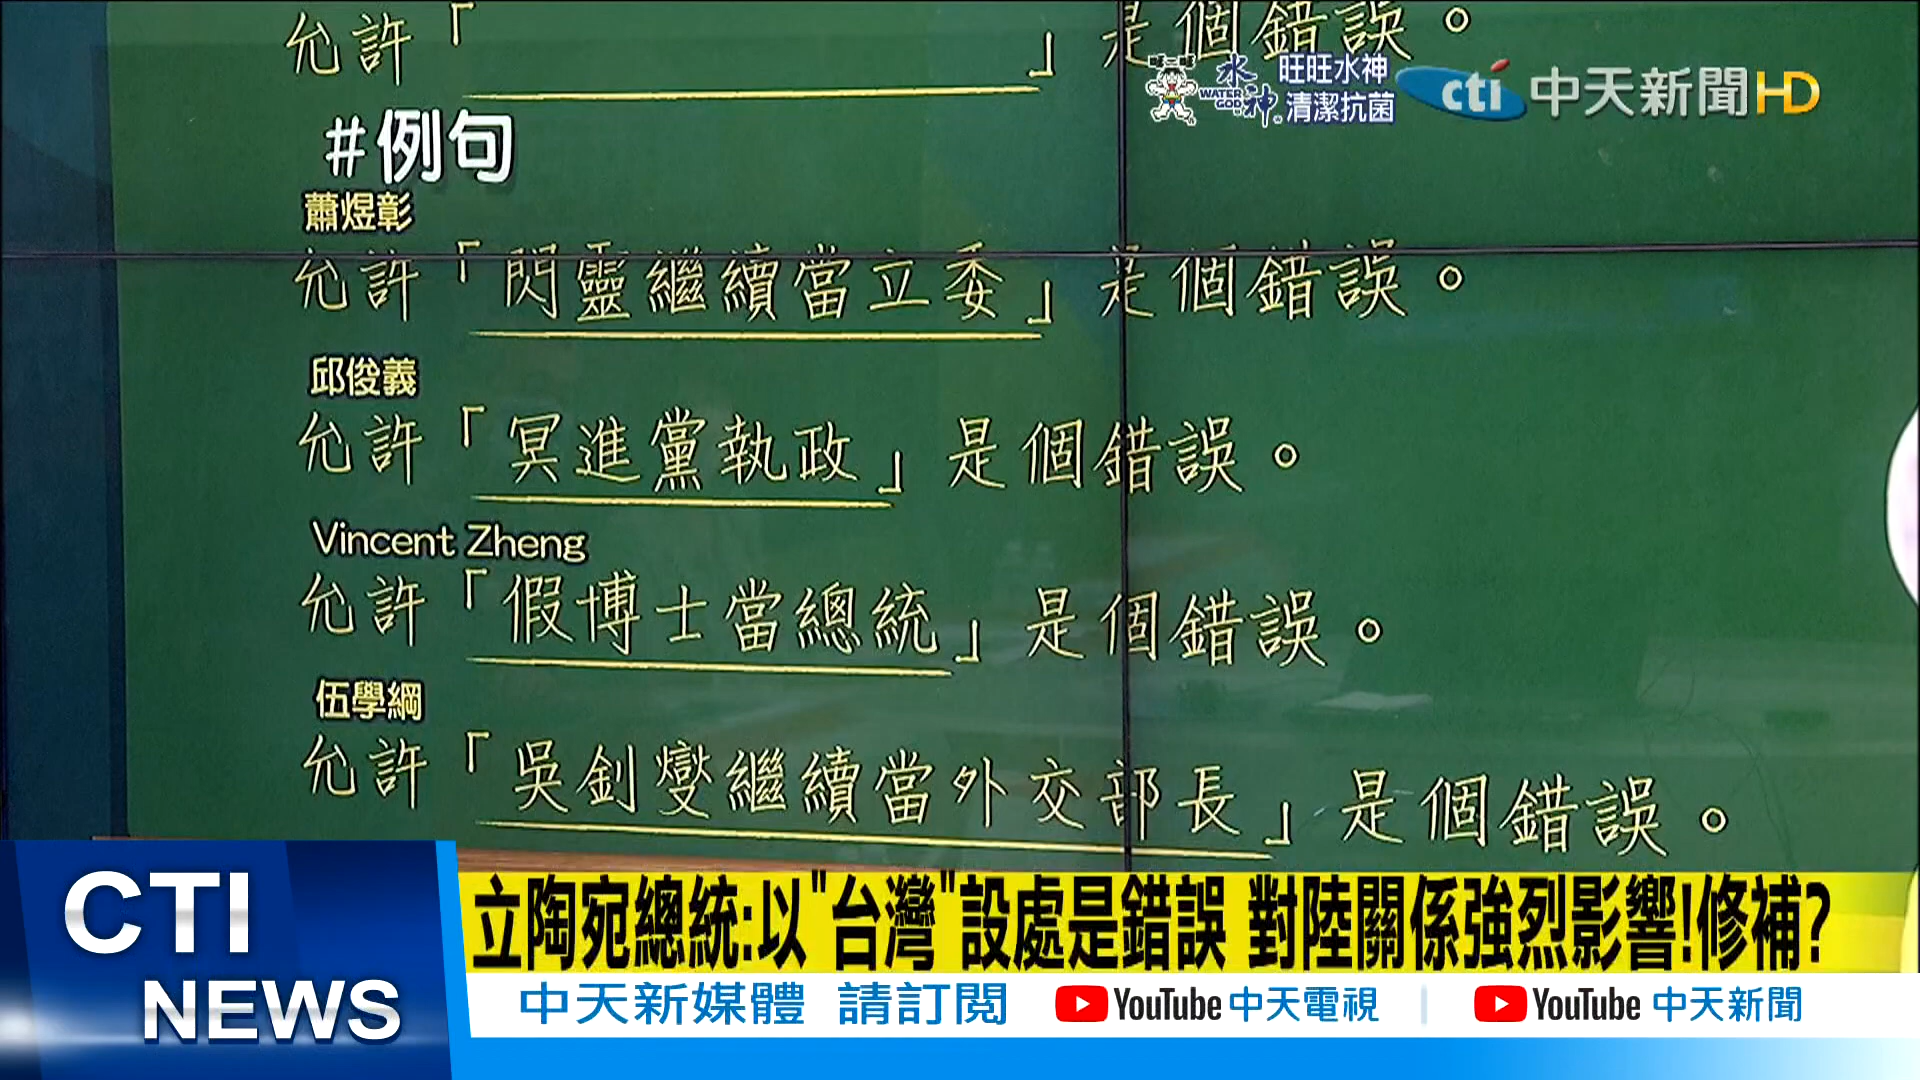 允許「　　　」是個錯誤。
旺旺水神
清潔抗菌
水神
WATER GOD
cti 中天新聞HD
#例句
蕭煜彰
允許「閃靈繼續當立委」是個錯誤。
邱俊義
允許「冥進黨執政」是個錯誤。
Vincent Zheng
允許「假博士當總統」是個錯誤。
伍學綱
允許「吳釗燮繼續當外交部長」是個錯誤。
立陶宛總統:以"台灣"設處是錯誤 對陸關係強烈影響!修補?
CTI
NEWS
中天新媒體 請訂閱 YouTube 中天電視 | YouTube 中天新聞